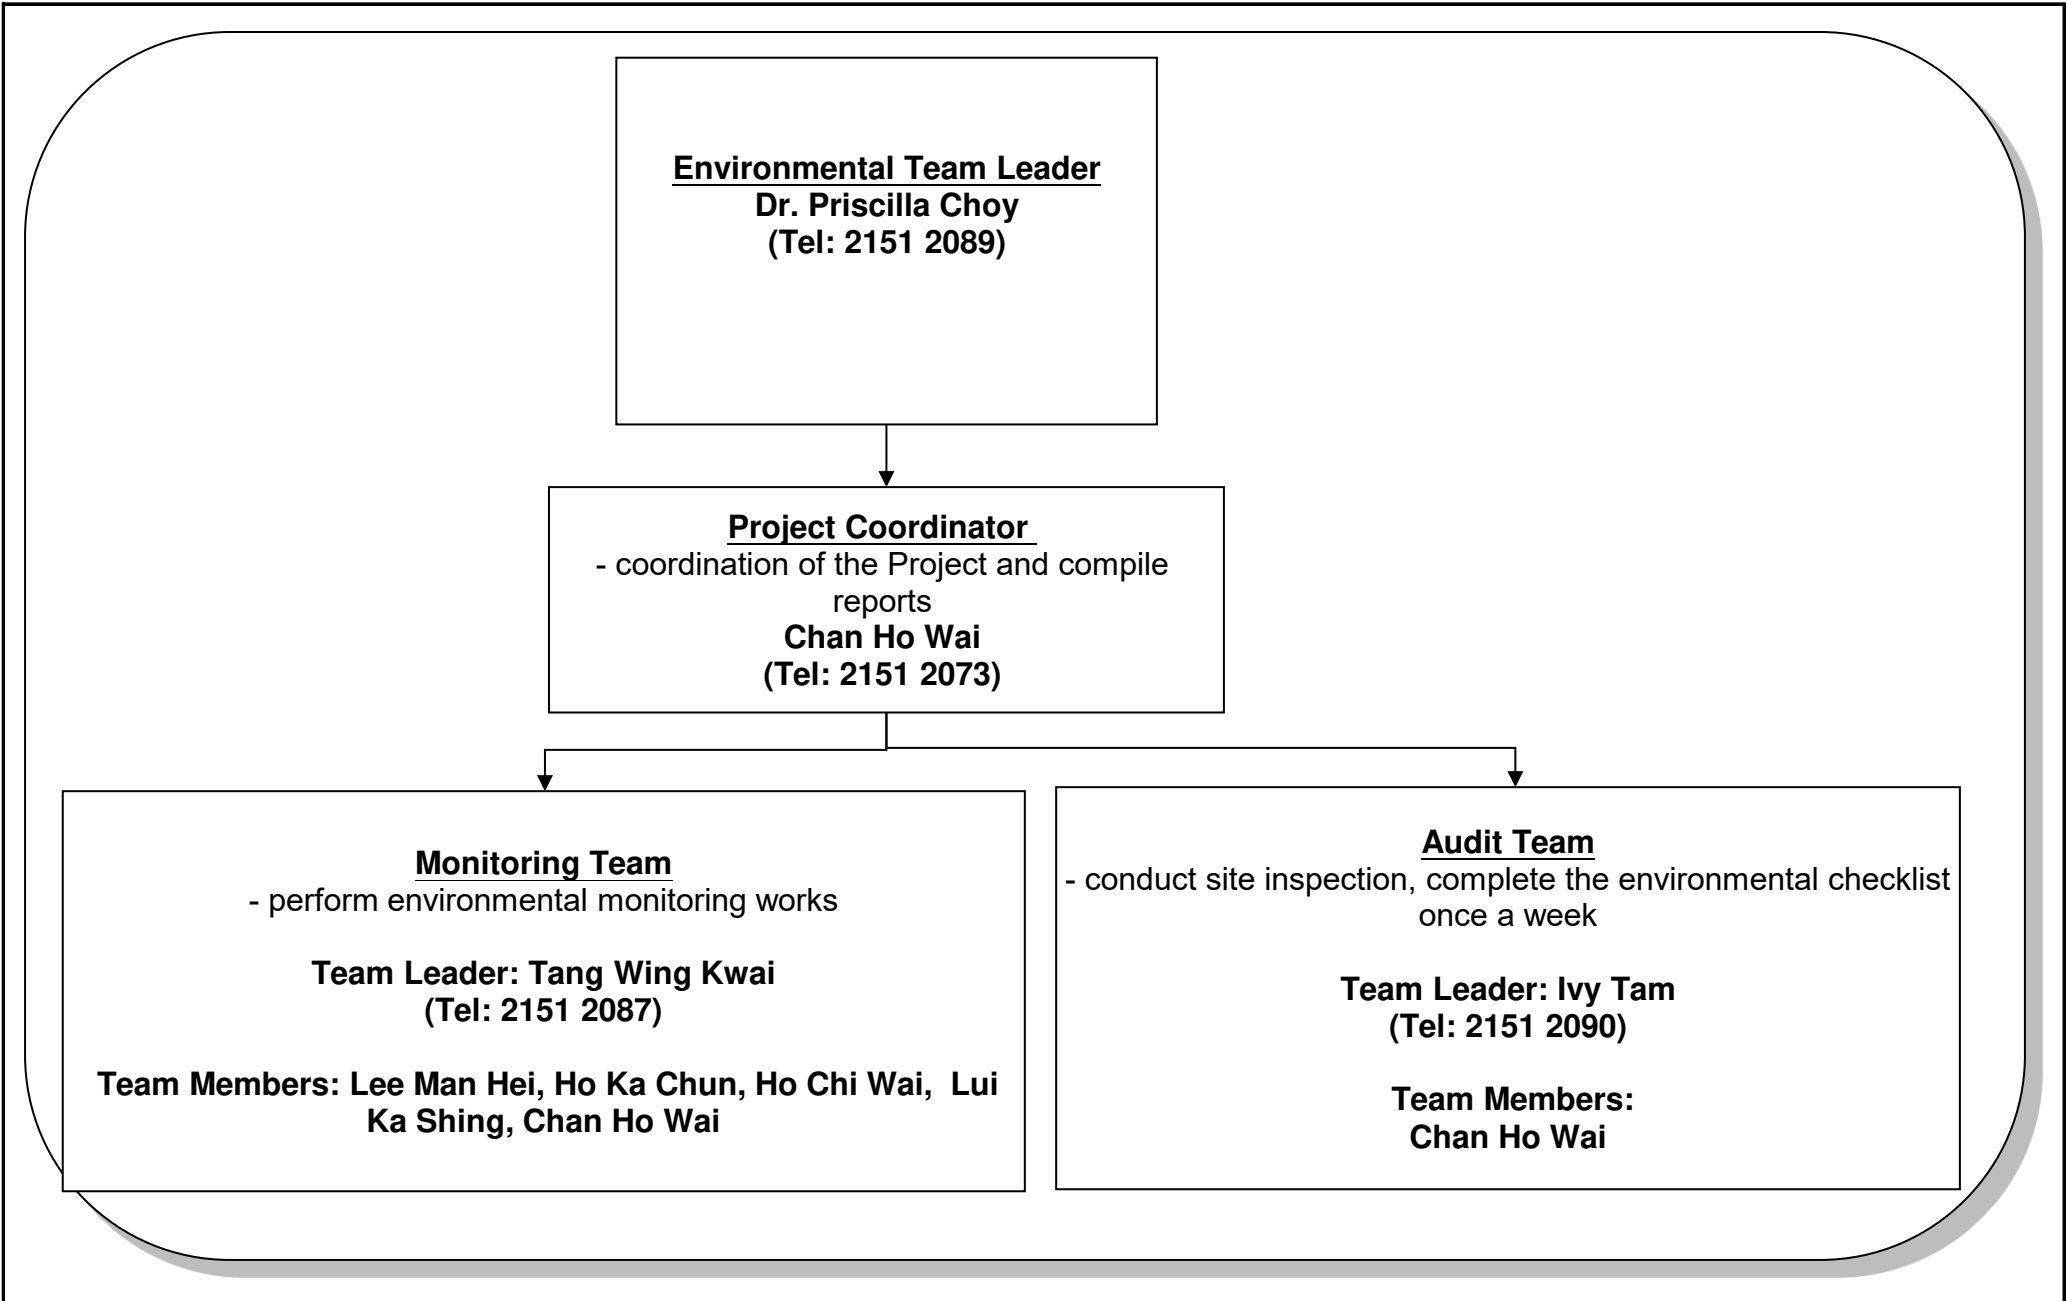 Environmental Team Leader
Dr. Priscilla Choy
(Tel: 2151 2089)
Project Coordinator
- coordination of the Project and compile
reports
Chan Ho Wai
(Tel: 2151 2073)
Monitoring Team
- perform environmental monitoring works
Team Leader: Tang Wing Kwai
(Tel: 2151 2087)
Team Members: Lee Man Hei, Ho Ka Chun, Ho Chi Wai,  Lui
Ka Shing, Chan Ho Wai
Audit Team
- conduct site inspection, complete the environmental checklist
once a week
Team Leader: Ivy Tam
(Tel: 2151 2090)
Team Members:
Chan Ho Wai